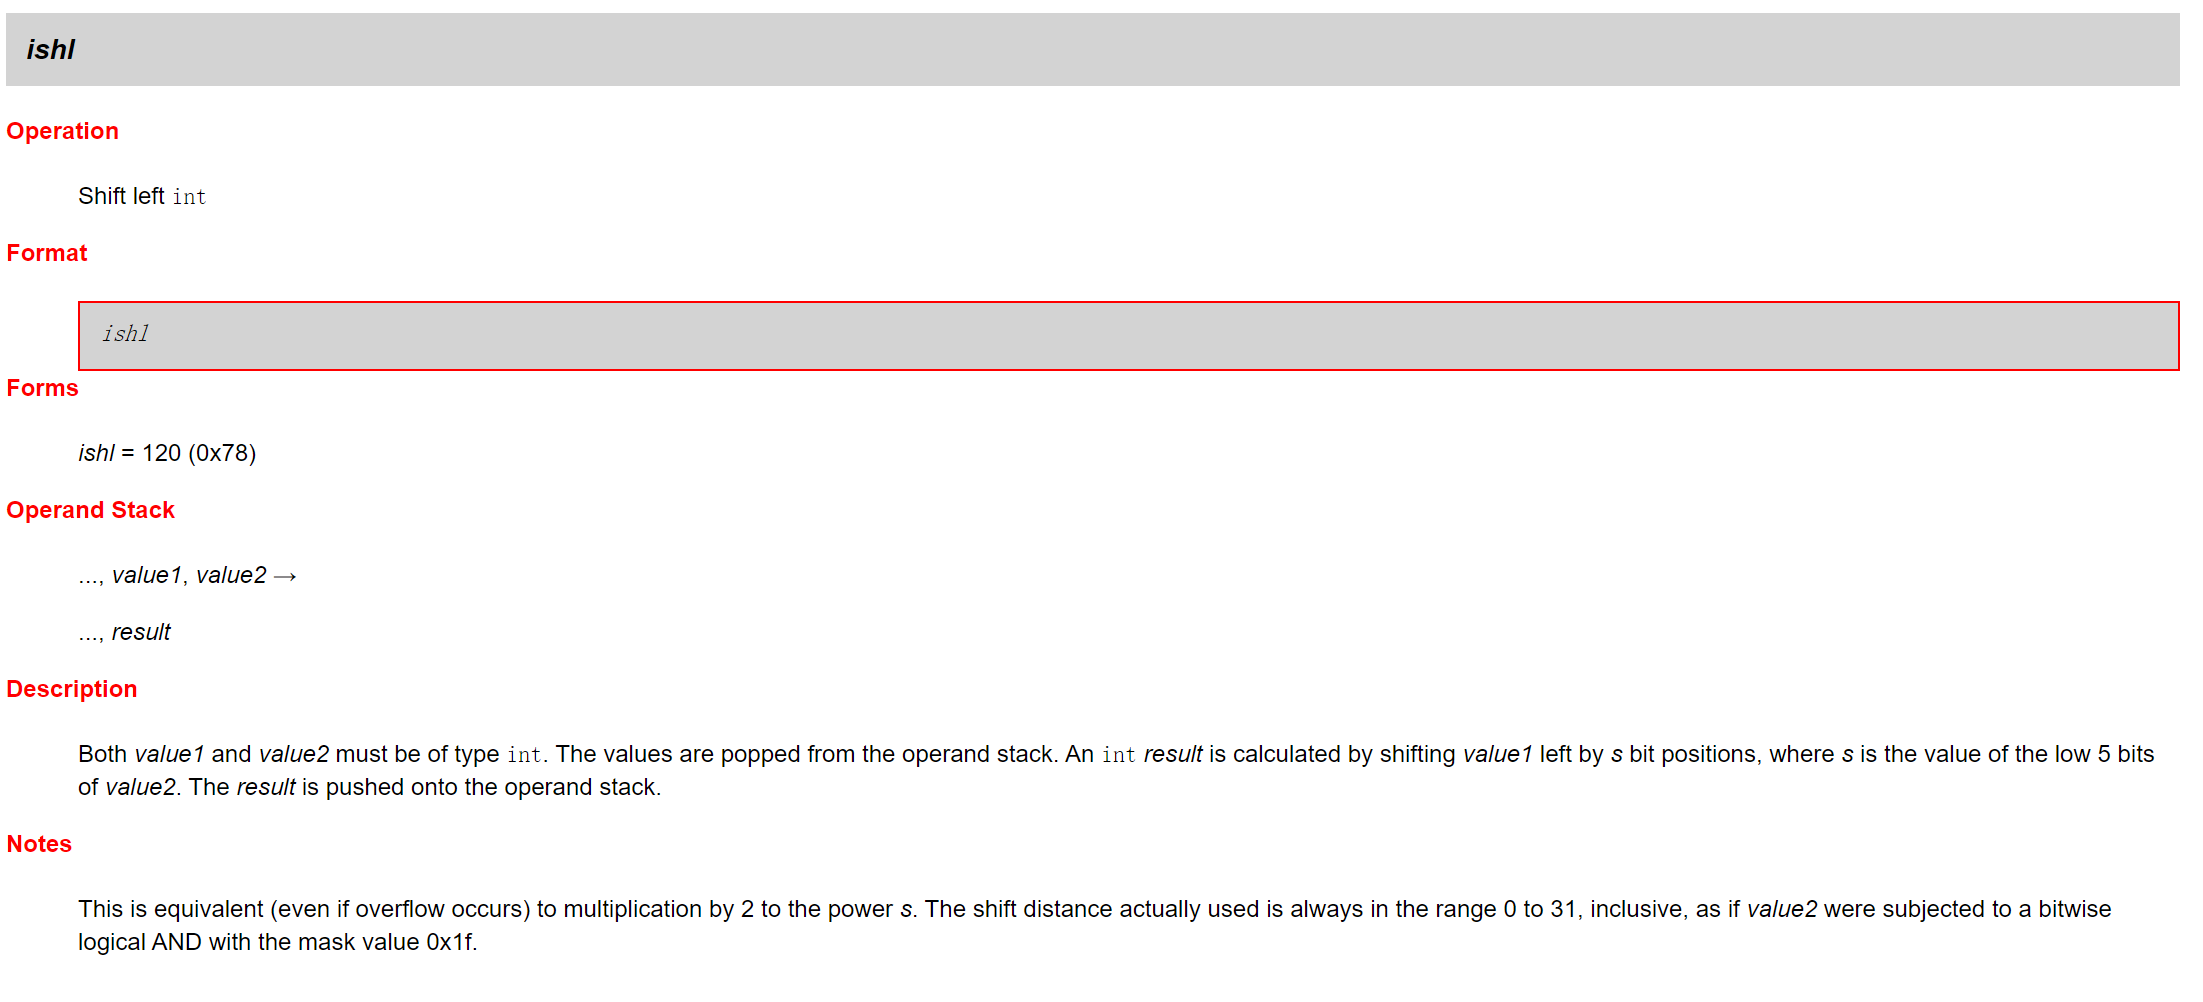 ishl
Operation
Shift left int
Format
ishl
Forms
ishl = 120 (0x78)
Operand Stack
..., value1, value2 →
..., result
Description
Both value1 and value2 must be of type int. The values are popped from the operand stack. An int result is calculated by shifting value1 left by s bit positions, where s is the value of the low 5 bits
of value2. The result is pushed onto the operand stack.
Notes
This is equivalent (even if overflow occurs) to multiplication by 2 to the power s. The shift distance actually used is always in the range 0 to 31, inclusive, as if value2 were subjected to a bitwise
logical AND with the mask value 0x1f.